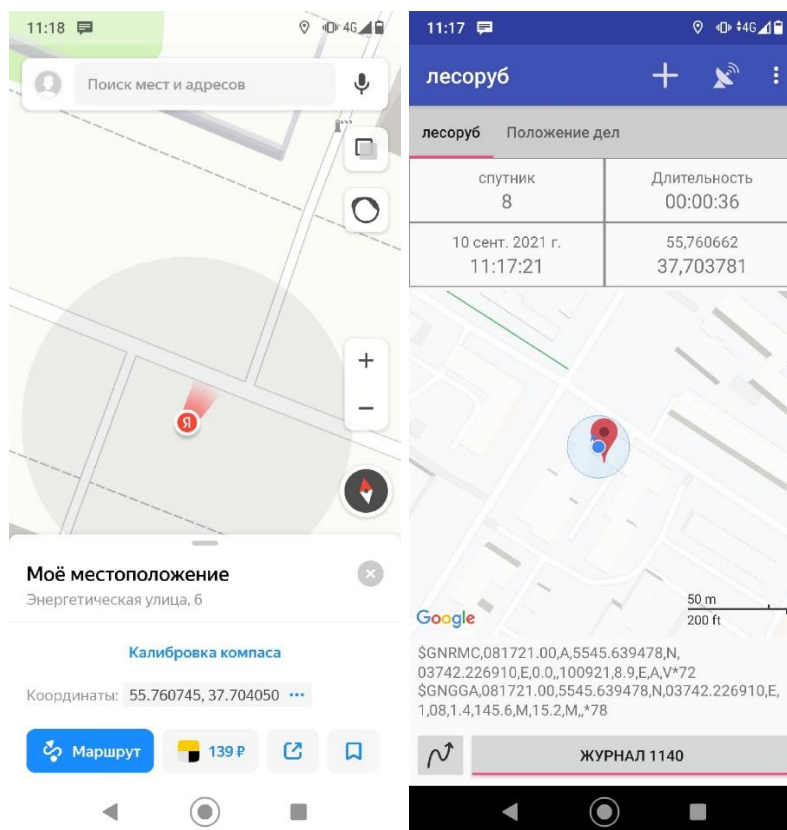 11:18
4G
Поиск мест и адресов
Я
+
−
Моё местоположение
Энергетическая улица, 6
Калибровка компаса
Координаты: 55.760745, 37.704050 ···
Маршрут
139 ₽
11:17
4G
лесоруб
лесоруб Положение дел
спутник
8
Длительность
00:00:36
10 сент. 2021 г.
11:17:21
55,760662
37,703781
Google
50 m
200 ft
$GNRMC,081721.00,A,5545.639478,N,
03742.226910,E,0.0,,100921,8.9,E,A,V*72
$GNGGA,081721.00,5545.639478,N,03742.226910,E,
1,08,1.4,145.6,M,15.2,M,,*78
ЖУРНАЛ 1140